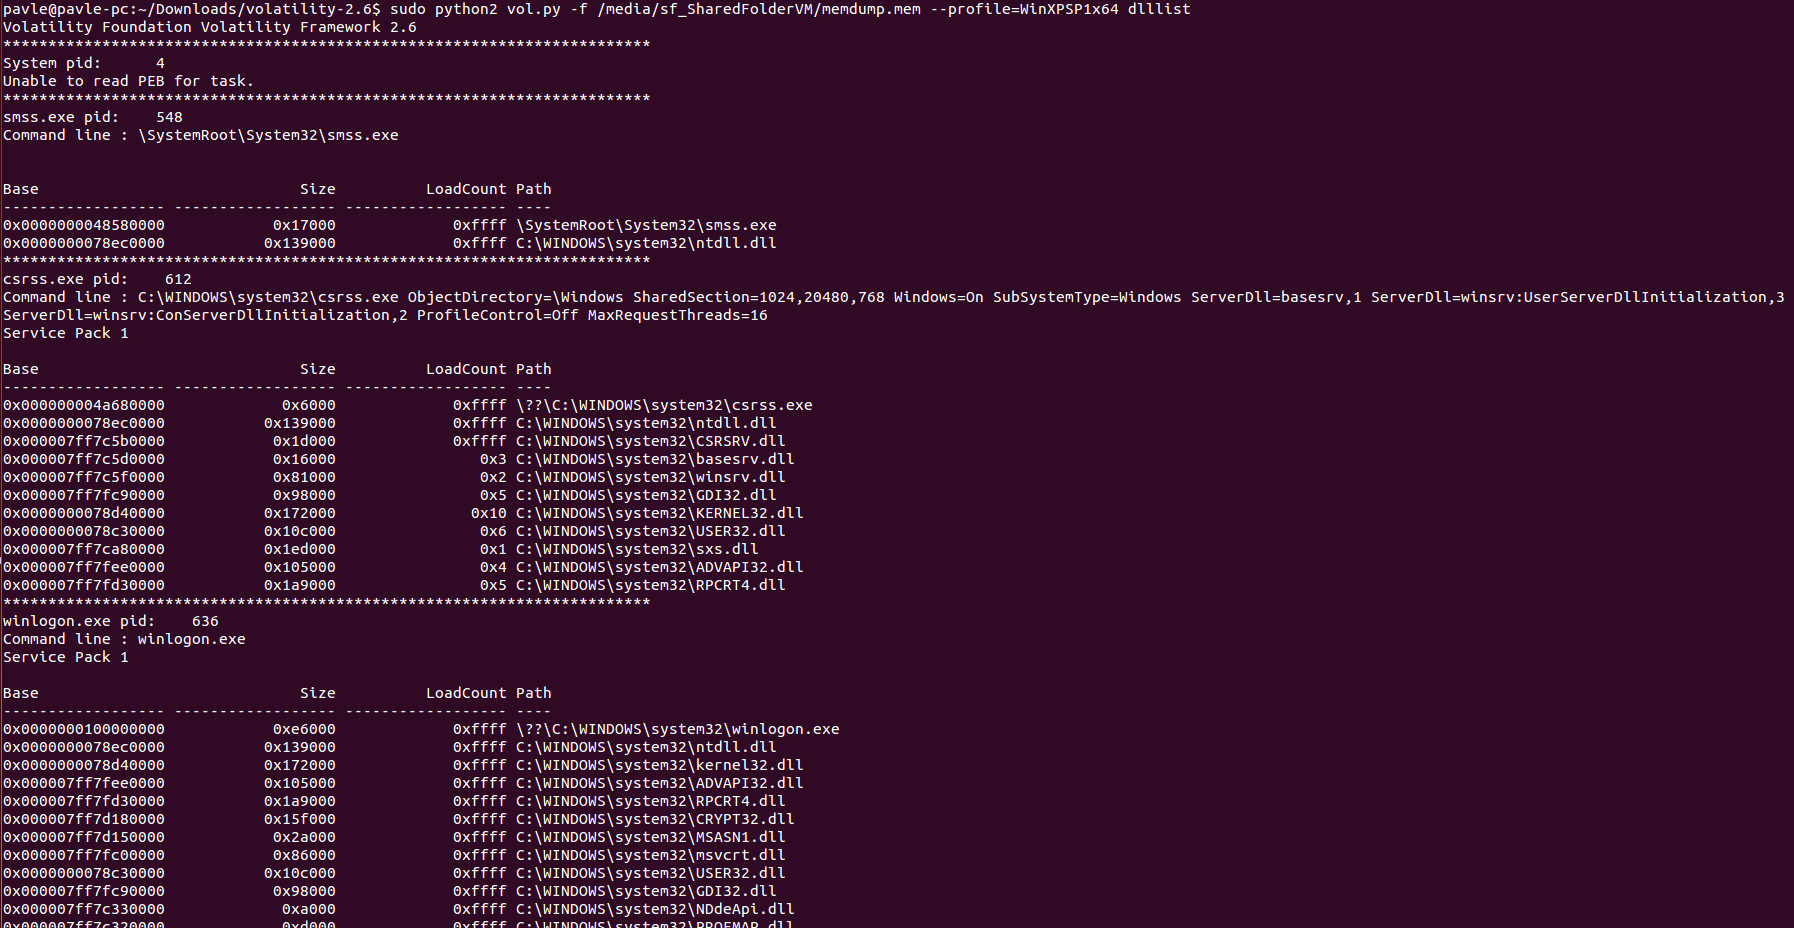 pavle@pavle-pc:~/Downloads/volatility-2.6$ sudo python2 vol.py -f /media/sf_SharedFolderVM/memdump.mem --profile=WinXPSP1x64 dlllist
Volatility Foundation Volatility Framework 2.6
************************************************************************
System pid:      4
Unable to read PEB for task.
************************************************************************
smss.exe pid:    548
Command line : \SystemRoot\System32\smss.exe
Base                             Size          LoadCount Path
------------------ ------------------ ------------------ ----
0x0000000048580000            0x17000             0xffff \SystemRoot\System32\smss.exe
0x0000000078ec0000           0x139000             0xffff C:\WINDOWS\system32\ntdll.dll
************************************************************************
csrss.exe pid:    612
Command line : C:\WINDOWS\system32\csrss.exe ObjectDirectory=\Windows SharedSection=1024,20480,768 Windows=On SubSystemType=Windows ServerDll=basesrv,1 ServerDll=winsrv:UserServerDllInitialization,3
ServerDll=winsrv:ConServerDllInitialization,2 ProfileControl=Off MaxRequestThreads=16
Service Pack 1
Base                             Size          LoadCount Path
------------------ ------------------ ------------------ ----
0x000000004a680000             0x6000             0xffff \??\C:\WINDOWS\system32\csrss.exe
0x0000000078ec0000           0x139000             0xffff C:\WINDOWS\system32\ntdll.dll
0x000007ff7c5b0000            0x1d000             0xffff C:\WINDOWS\system32\CSRSRV.dll
0x000007ff7c5d0000            0x16000                0x3 C:\WINDOWS\system32\basesrv.dll
0x000007ff7c5f0000            0x81000                0x2 C:\WINDOWS\system32\winsrv.dll
0x000007ff7fc90000            0x98000                0x5 C:\WINDOWS\system32\GDI32.dll
0x0000000078d40000           0x172000               0x10 C:\WINDOWS\system32\KERNEL32.dll
0x0000000078c30000           0x10c000                0x6 C:\WINDOWS\system32\USER32.dll
0x000007ff7ca80000           0x1ed000                0x1 C:\WINDOWS\system32\sxs.dll
0x000007ff7fee0000           0x105000                0x4 C:\WINDOWS\system32\ADVAPI32.dll
0x000007ff7fd30000           0x1a9000                0x5 C:\WINDOWS\system32\RPCRT4.dll
************************************************************************
winlogon.exe pid:    636
Command line : winlogon.exe
Service Pack 1
Base                             Size          LoadCount Path
------------------ ------------------ ------------------ ----
0x0000000100000000            0xe6000             0xffff \??\C:\WINDOWS\system32\winlogon.exe
0x0000000078ec0000           0x139000             0xffff C:\WINDOWS\system32\ntdll.dll
0x0000000078d40000           0x172000             0xffff C:\WINDOWS\system32\kernel32.dll
0x000007ff7fee0000           0x105000             0xffff C:\WINDOWS\system32\ADVAPI32.dll
0x000007ff7fd30000           0x1a9000             0xffff C:\WINDOWS\system32\RPCRT4.dll
0x000007ff7d180000           0x15f000             0xffff C:\WINDOWS\system32\CRYPT32.dll
0x000007ff7d150000            0x2a000             0xffff C:\WINDOWS\system32\MSASN1.dll
0x000007ff7fc00000            0x86000             0xffff C:\WINDOWS\system32\msvcrt.dll
0x0000000078c30000           0x10c000             0xffff C:\WINDOWS\system32\USER32.dll
0x000007ff7fc90000            0x98000             0xffff C:\WINDOWS\system32\GDI32.dll
0x000007ff7c330000             0xa000             0xffff C:\WINDOWS\system32\NDdeApi.dll
0x000007ff7c320000             0xd000             0xffff C:\WINDOWS\system32\PROFMAP.dll